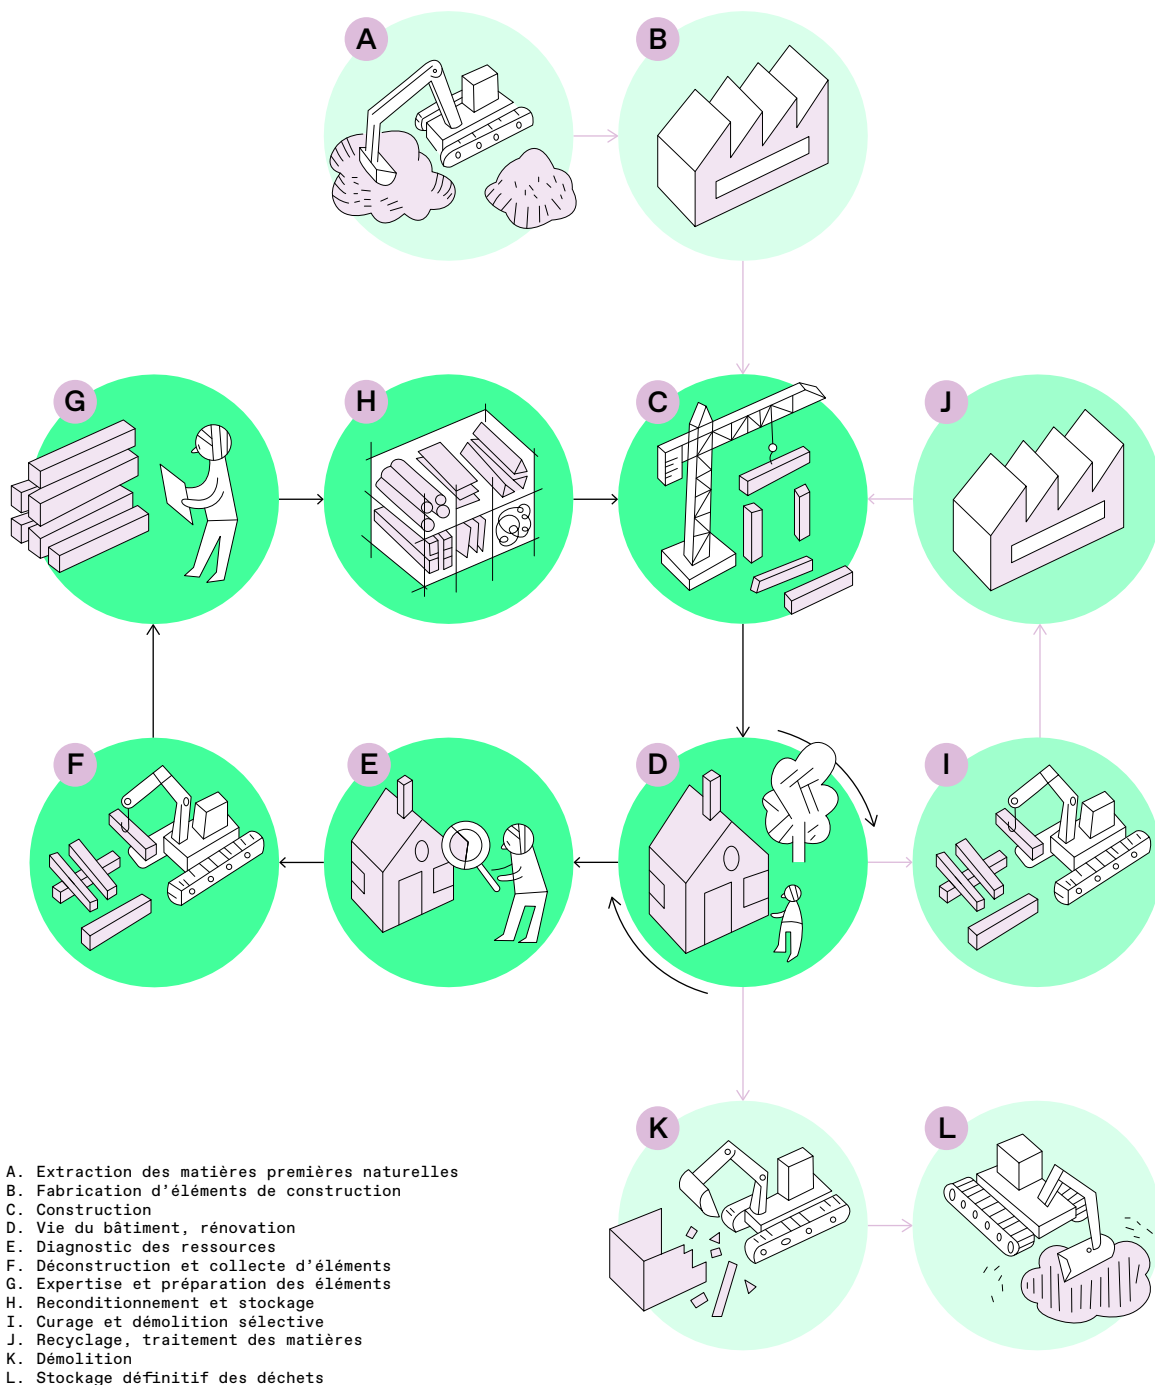 A
B
G
H
C
J
F
E
D
I
K
L
A. Extraction des matières premières naturelles
B. Fabrication d'éléments de construction
C. Construction
D. Vie du bâtiment, rénovation
E. Diagnostic des ressources
F. Déconstruction et collecte d'éléments
G. Expertise et préparation des éléments
H. Reconditionnement et stockage
I. Curage et démolition sélective
J. Recyclage, traitement des matières
K. Démolition
L. Stockage définitif des déchets